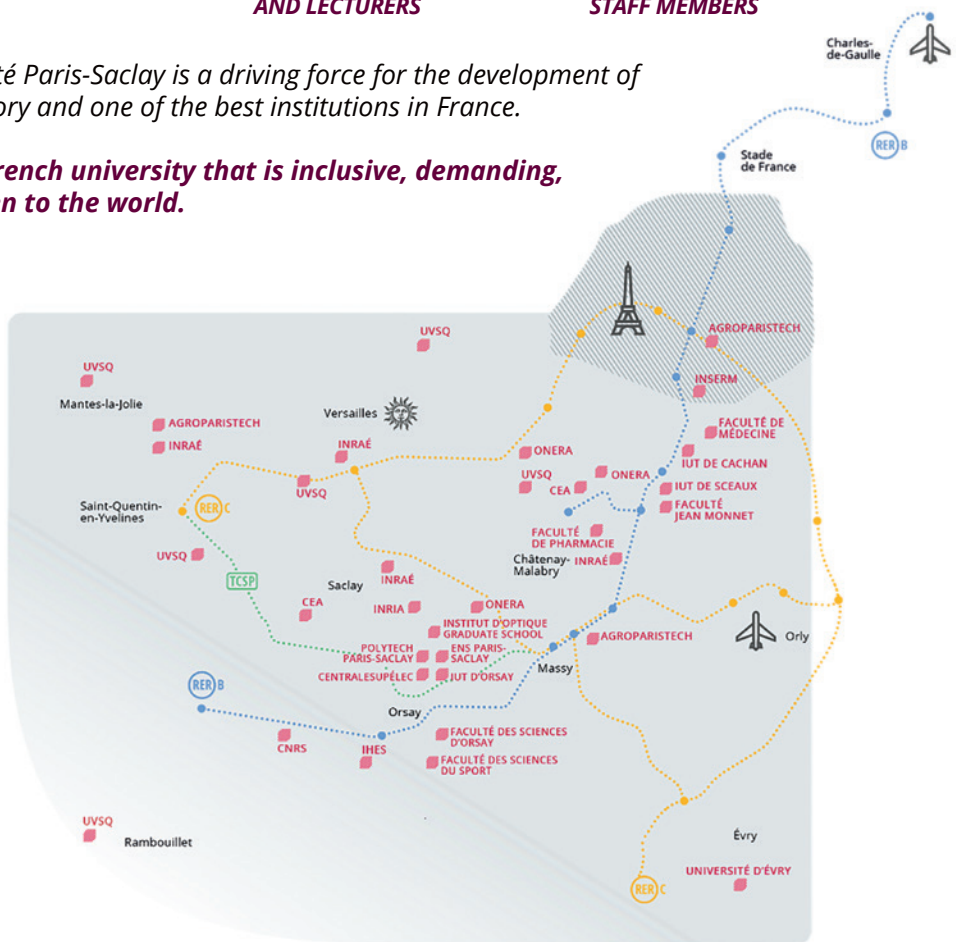 AND LECTURERS
STAFF MEMBERS
té Paris-Saclay is a driving force for the development of
ory and one of the best institutions in France.
rench university that is inclusive, demanding,
n to the world.
Charles-
de-Gaulle
RER B
Stade
de France
AGROPARISTECH
INSERM
UVSQ
UVSQ
Mantes-la-Jolie
AGROPARISTECH
INRAÉ
Versailles
INRAÉ
UVSQ
FACULTÉ DE
MÉDECINE
IUT DE CACHAN
ONERA
UVSQ
CEA
ONERA
IUT DE SCEAUX
FACULTÉ
JEAN MONNET
Saint-Quentin-
en-Yvelines
RER C
UVSQ
TCSP
FACULTÉ
DE PHARMACIE
Châtenay-
Malabry
INRAÉ
Saclay
INRAÉ
CEA
INRIA
ONERA
INSTITUT D'OPTIQUE
GRADUATE SCHOOL
POLYTECH
PARIS-SACLAY
ENS PARIS-
SACLAY
CENTRALESUPÉLEC
IUT D'ORSAY
AGROPARISTECH
Massy
Orly
RER B
Orsay
CNRS
IHES
FACULTÉ DES SCIENCES
D'ORSAY
FACULTÉ DES SCIENCES
DU SPORT
UVSQ
Rambouillet
Évry
UNIVERSITÉ D'ÉVRY
RER C